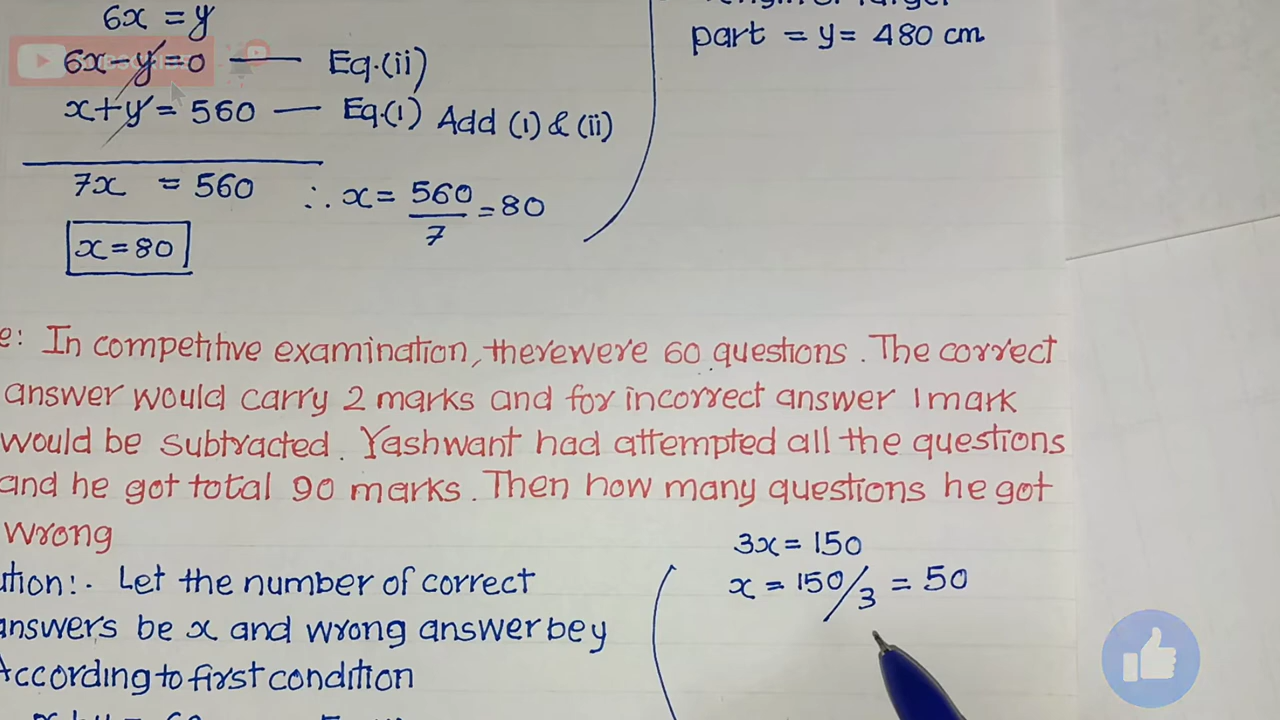 6x = y
6x - y = 0 — Eq.(ii)
x + y = 560 — Eq.(1) Add (1) & (ii)
7x = 560 ∴ x = 560/7 = 80
x = 80
part = y = 480 cm
e: In competitive examination, there were 60 questions. The correct
answer would carry 2 marks and for incorrect answer 1 mark
would be subtracted. Yashwant had attempted all the questions
and he got total 90 marks. Then how many questions he got
wrong
ution:. Let the number of correct
answers be x and wrong answer be y
According to first condition
3x = 150
x = 150/3 = 50